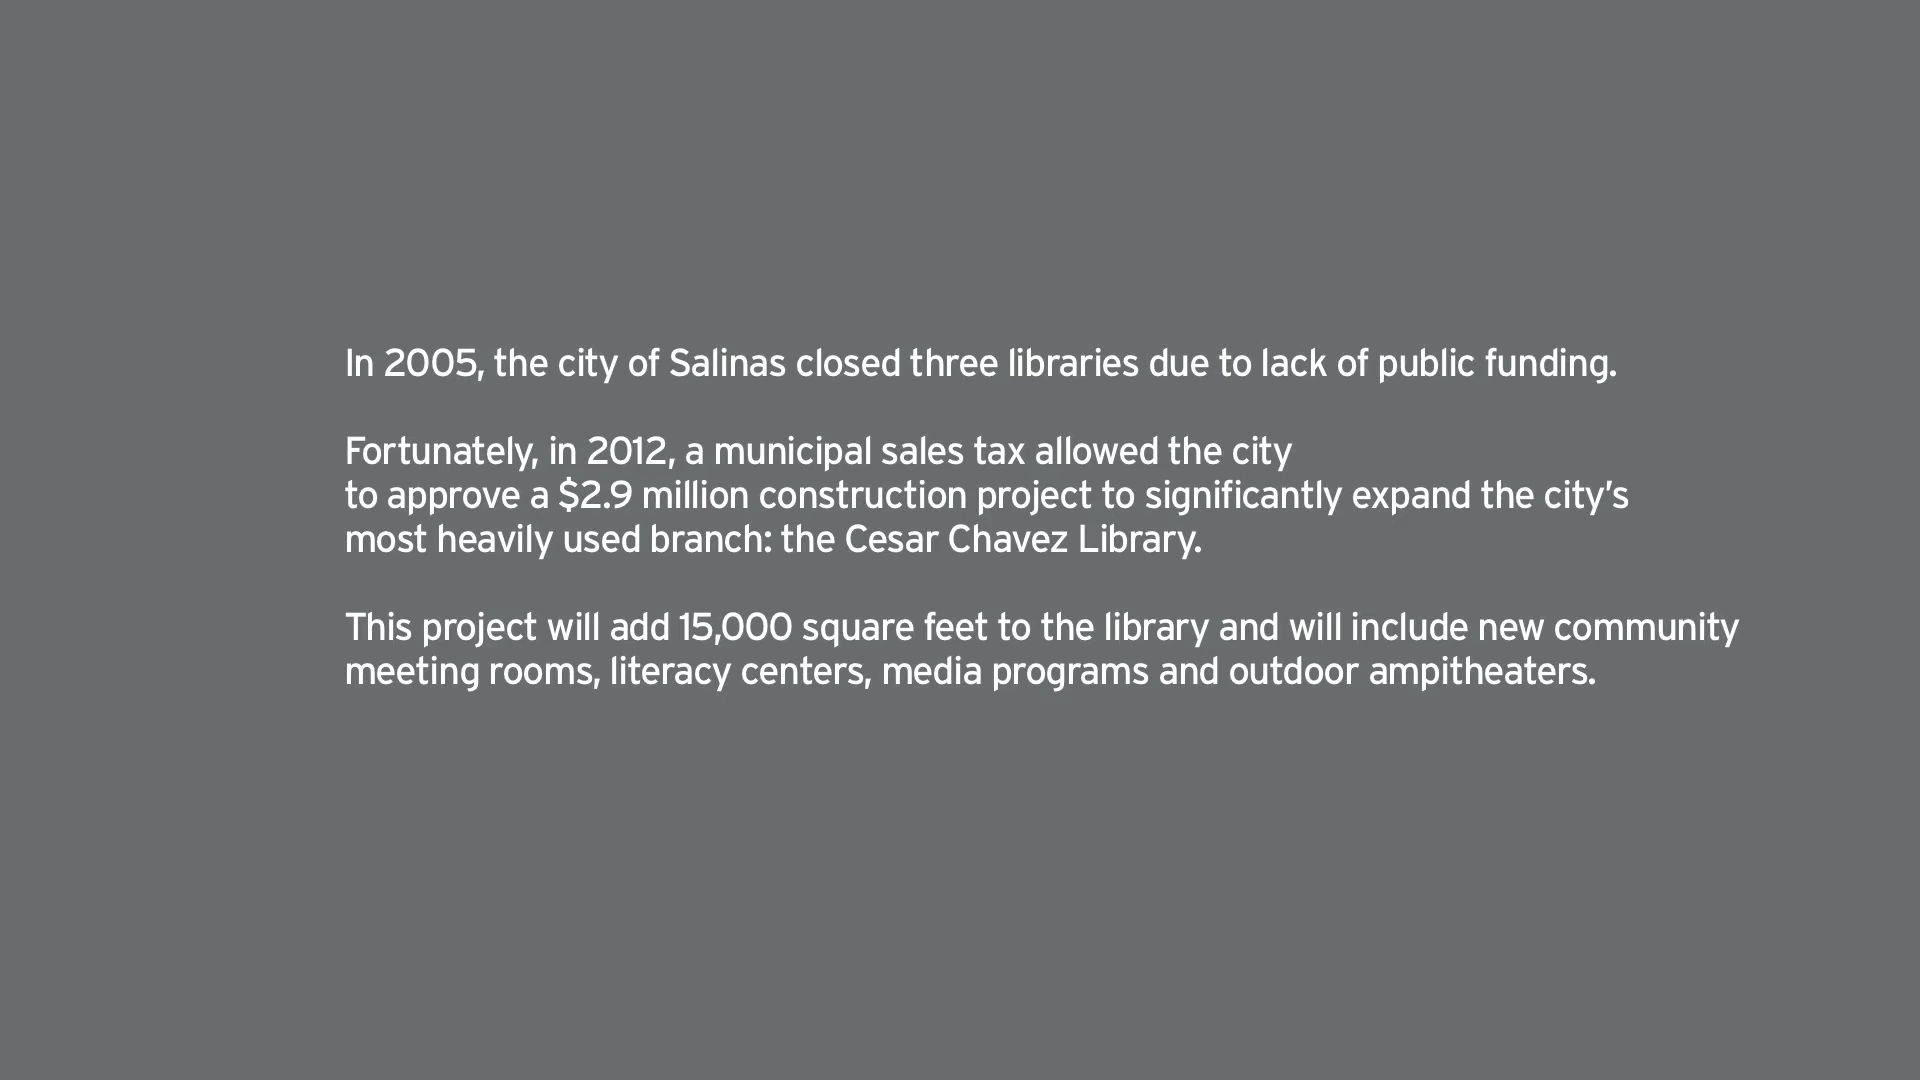 In 2005, the city of Salinas closed three libraries due to lack of public funding.
Fortunately, in 2012, a municipal sales tax allowed the city
to approve a $2.9 million construction project to significantly expand the city's
most heavily used branch: the Cesar Chavez Library.
This project will add 15,000 square feet to the library and will include new community
meeting rooms, literacy centers, media programs and outdoor ampitheaters.